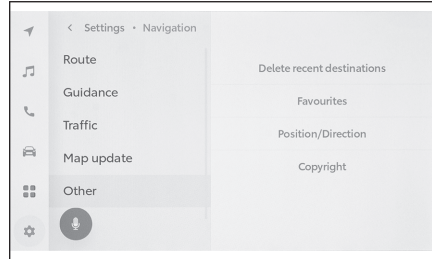 < Settings • Navigation
Route
Guidance
Traffic
Map update
Other
Delete recent destinations
Favourites
Position/Direction
Copyright